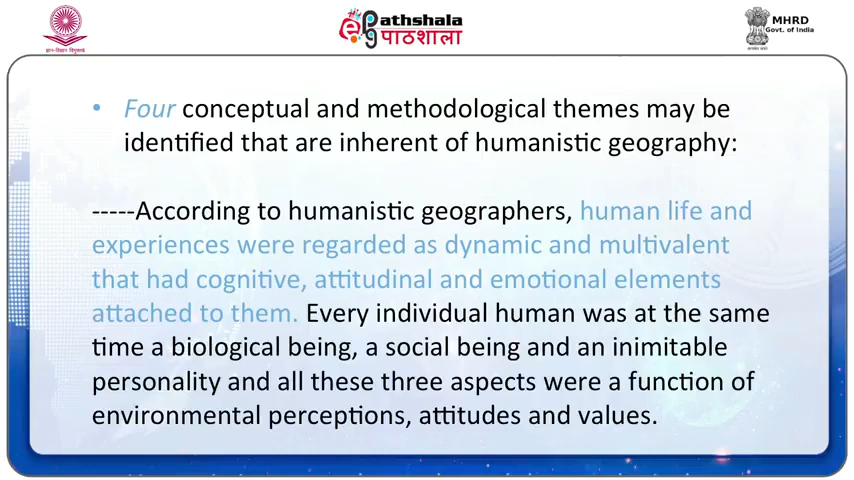 ज्ञान-विज्ञान विमुक्तये
ePg Pathshala
पाठशाला
MHRD
Govt. of India
• Four conceptual and methodological themes may be
identified that are inherent of humanistic geography:
-----According to humanistic geographers, human life and
experiences were regarded as dynamic and multivalent
that had cognitive, attitudinal and emotional elements
attached to them. Every individual human was at the same
time a biological being, a social being and an inimitable
personality and all these three aspects were a function of
environmental perceptions, attitudes and values.